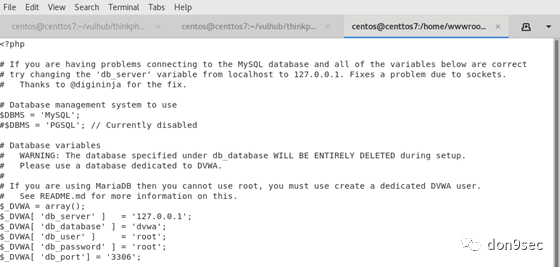 File Edit View Search Terminal Tabs Help
centos@centtos7:~/vulhub/thinkph...
centos@centtos7:~/vulhub/thinkph...
centos@centtos7:/home/wwwroo...
<?php
# If you are having problems connecting to the MySQL database and all of the variables below are correct
# try changing the 'db_server' variable from localhost to 127.0.0.1. Fixes a problem due to sockets.
#   Thanks to @digininja for the fix.
# Database management system to use
$DBMS = 'MySQL';
#$DBMS = 'PGSQL'; // Currently disabled
# Database variables
#   WARNING: The database specified under db_database WILL BE ENTIRELY DELETED during setup.
#   Please use a database dedicated to DVWA.
#
# If you are using MariaDB then you cannot use root, you must use create a dedicated DVWA user.
#   See README.md for more information on this.
$_DVWA = array();
$_DVWA[ 'db_server' ]   = '127.0.0.1';
$_DVWA[ 'db_database' ] = 'dvwa';
$_DVWA[ 'db_user' ]     = 'root';
$_DVWA[ 'db_password' ] = 'root';
$_DVWA[ 'db_port'] = '3306';
don9sec